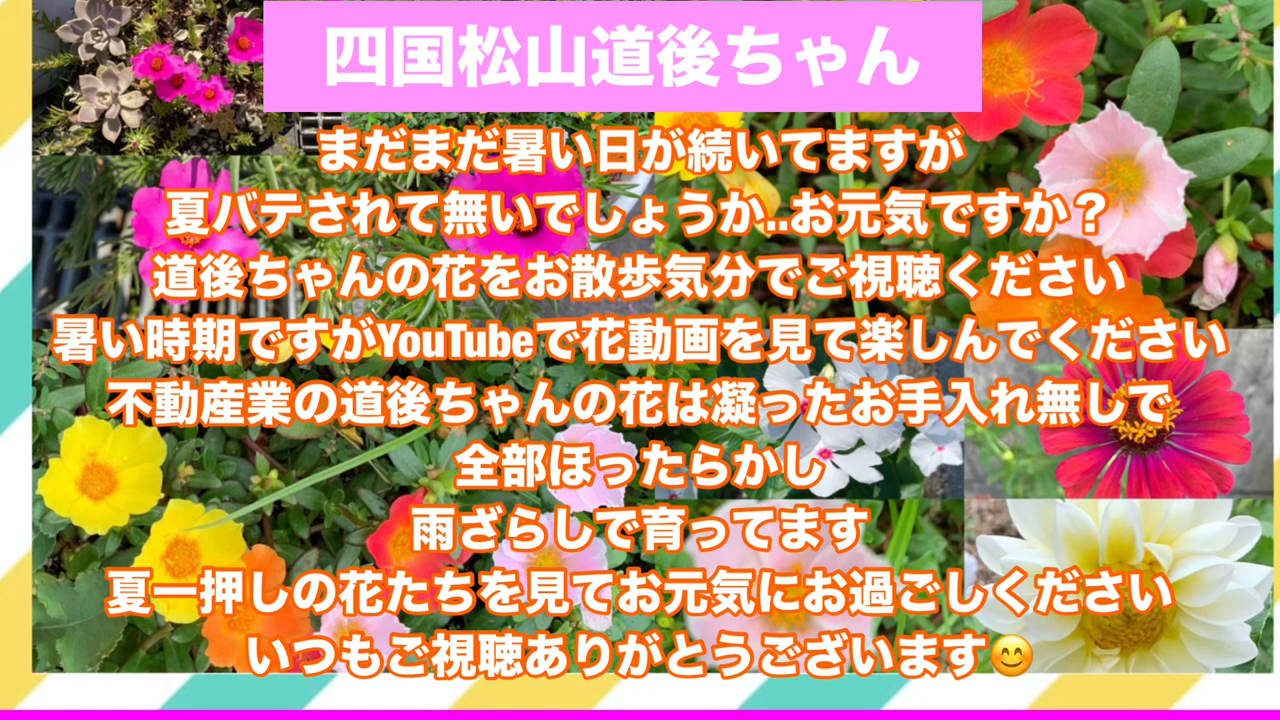 四国松山道後ちゃん
まだまだ暑い日が続いてますが
夏バテされて無いでしょうか..お元気ですか？
道後ちゃんの花をお散歩気分でご視聴ください
暑い時期ですがYouTubeで花動画を見て楽しんでください
不動産業の道後ちゃんの花は凝ったお手入れ無しで
全部ほったらかし
雨ざらしで育ってます
夏一押しの花たちを見てお元気にお過ごしください
いつもご視聴ありがとうございます😊